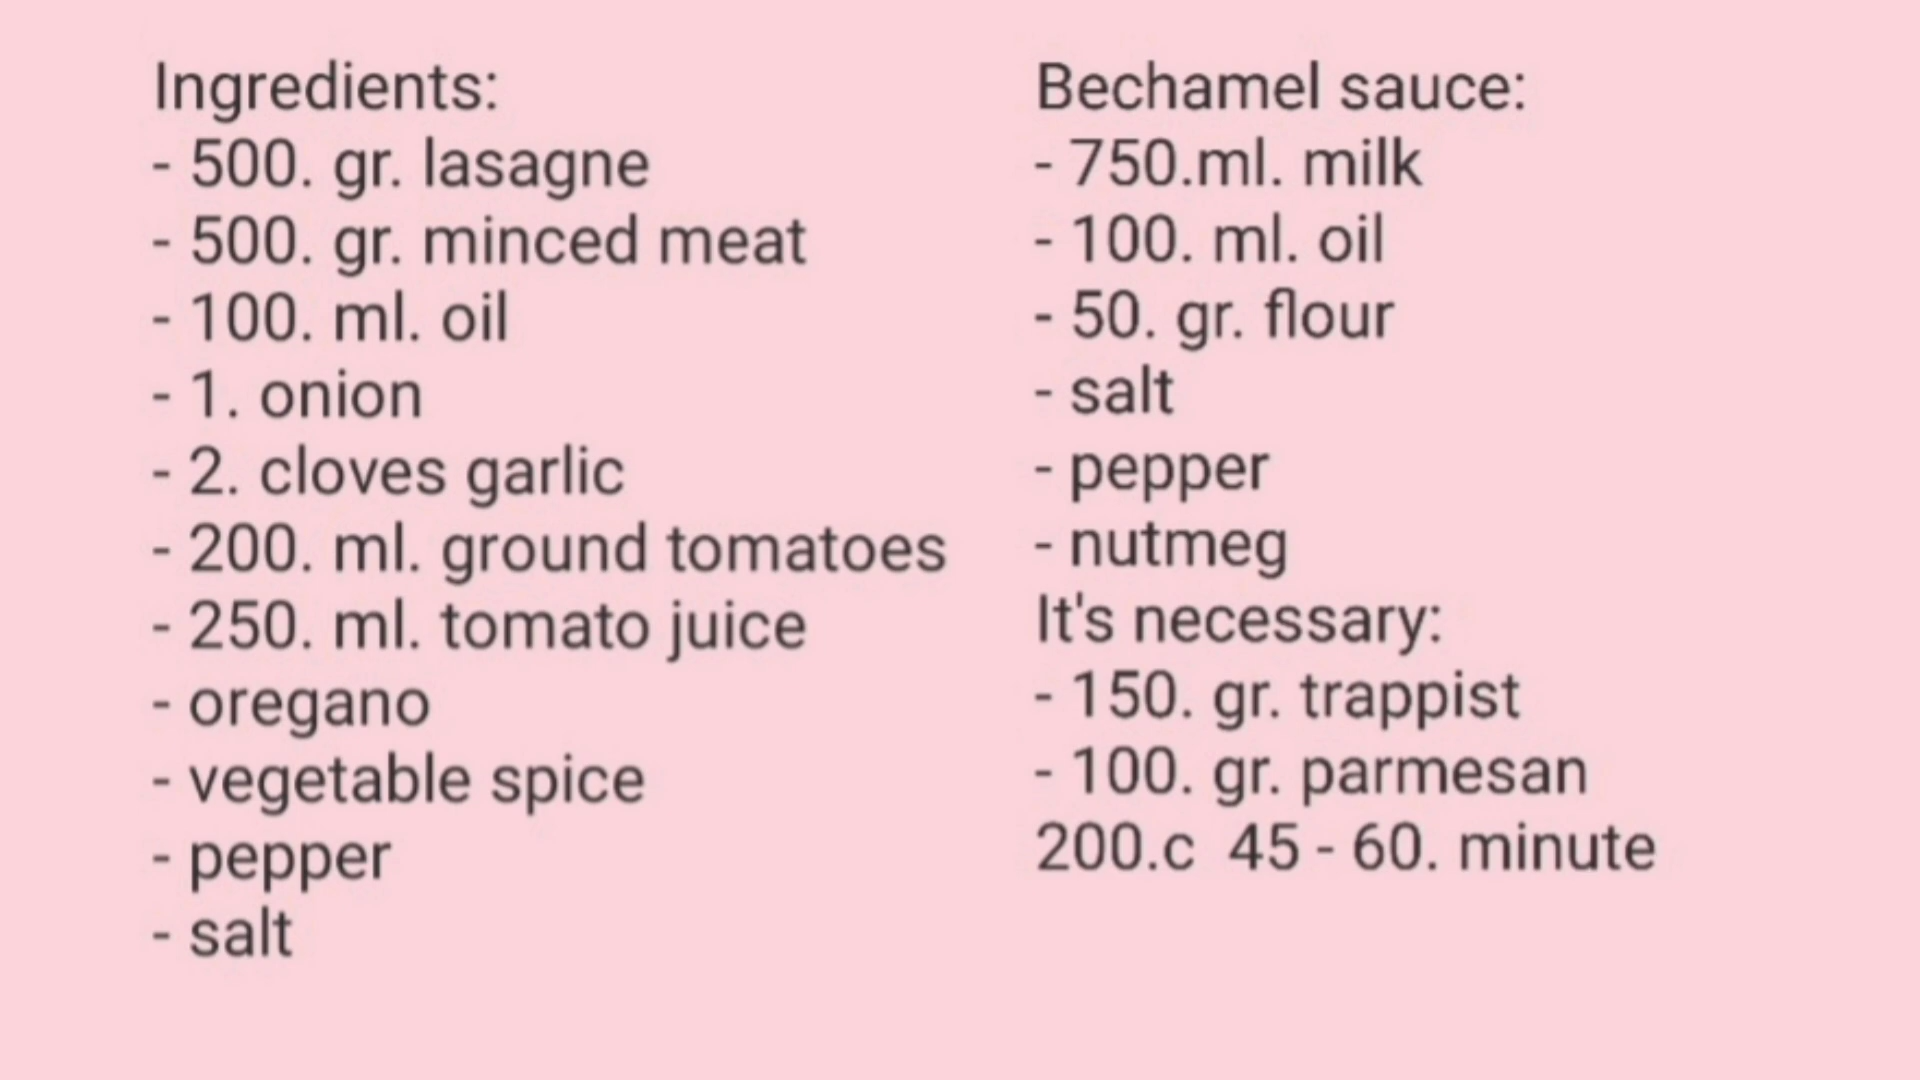 Ingredients:
- 500. gr. lasagne
- 500. gr. minced meat
- 100. ml. oil
- 1. onion
- 2. cloves garlic
- 200. ml. ground tomatoes
- 250. ml. tomato juice
- oregano
- vegetable spice
- pepper
- salt
Bechamel sauce:
- 750.ml. milk
- 100. ml. oil
- 50. gr. flour
- salt
- pepper
- nutmeg
It's necessary:
- 150. gr. trappist
- 100. gr. parmesan
200.c  45 - 60. minute